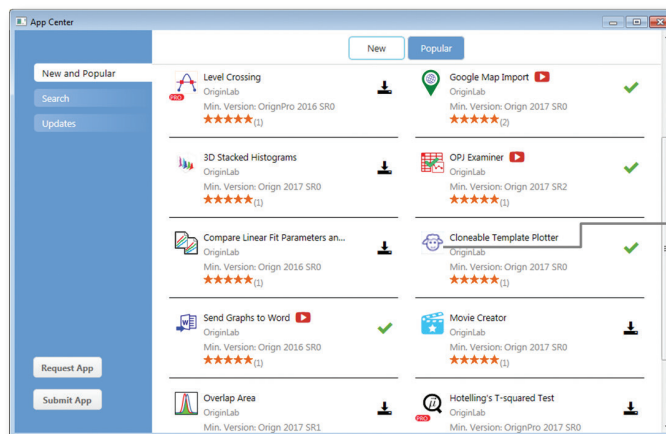 App Center
New Popular
New and Popular
Search
Updates
Request App
Submit App
Level Crossing
PRO
OriginLab
Min. Version: OrignPro 2016 SR0
(1)
Google Map Import
OriginLab
Min. Version: Orign 2017 SR0
(2)
3D Stacked Histograms
OriginLab
Min. Version: Orign 2017 SR0
(1)
OPJ Examiner
OriginLab
Min. Version: Orign 2017 SR2
(1)
Compare Linear Fit Parameters an...
OriginLab
Min. Version: Orign 2016 SR0
(1)
Cloneable Template Plotter
OriginLab
Min. Version: Orign 2017 SR0
(1)
Send Graphs to Word
W
OriginLab
Min. Version: Orign 2016 SR0
(1)
Movie Creator
OriginLab
Min. Version: Orign 2017 SR0
(1)
Overlap Area
OriginLab
Min. Version: Orign 2017 SR1
Hotelling's T-squared Test
PRO
OriginLab
Min. Version: OrignPro 2017 SR0